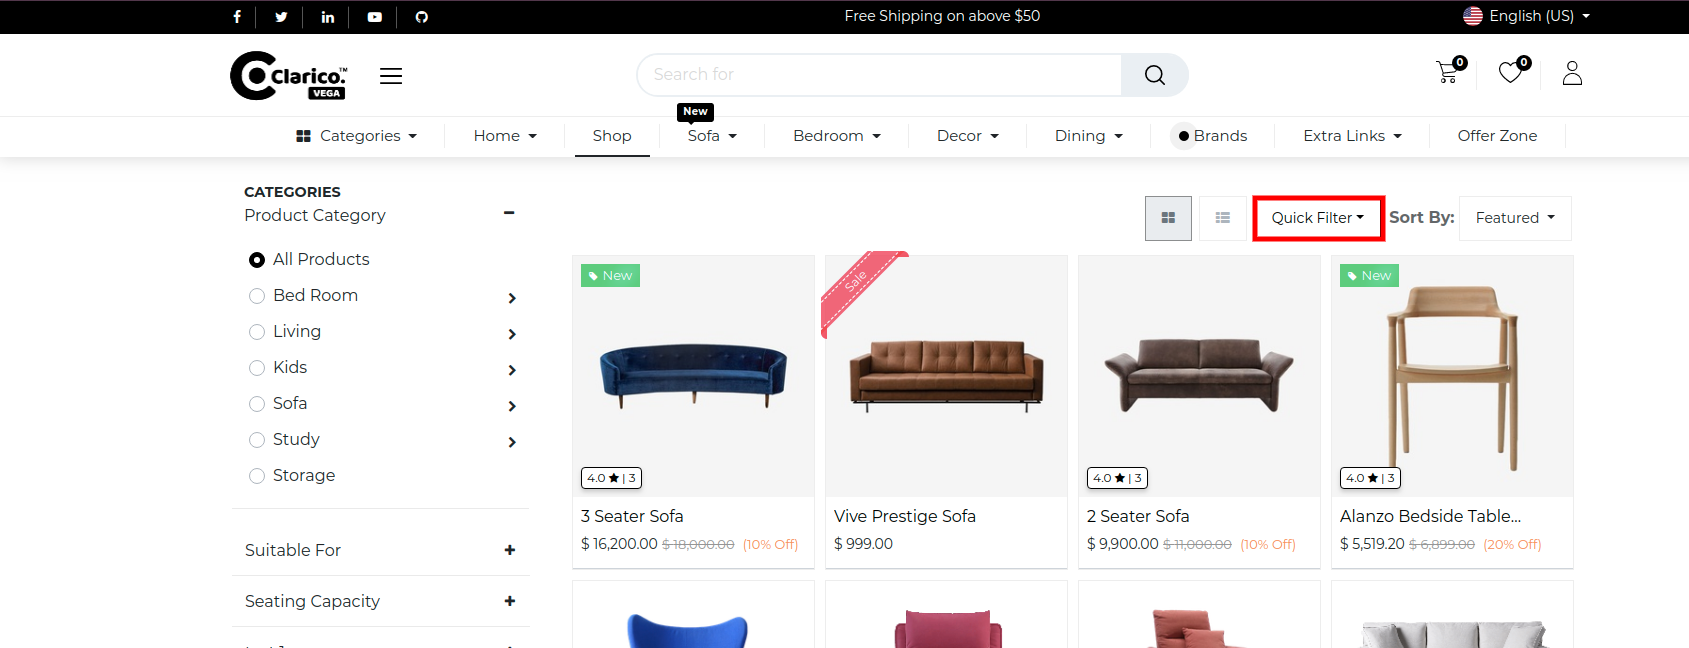 Free Shipping on above $50
English (US)
Clarico.™
VEGA
Search for
0
0
New
Categories
Home
Shop
Sofa
Bedroom
Decor
Dining
Brands
Extra Links
Offer Zone
CATEGORIES
Product Category
All Products
Bed Room
Living
Kids
Sofa
Study
Storage
Suitable For
Seating Capacity
Quick Filter
Sort By:
Featured
New
4.0 ★ | 3
3 Seater Sofa
$ 16,200.00 $ 18,000.00 (10% Off)
Sale
Vive Prestige Sofa
$ 999.00
4.0 ★ | 3
2 Seater Sofa
$ 9,900.00 $ 11,000.00 (10% Off)
New
4.0 ★ | 3
Alanzo Bedside Table...
$ 5,519.20 $ 6,899.00 (20% Off)